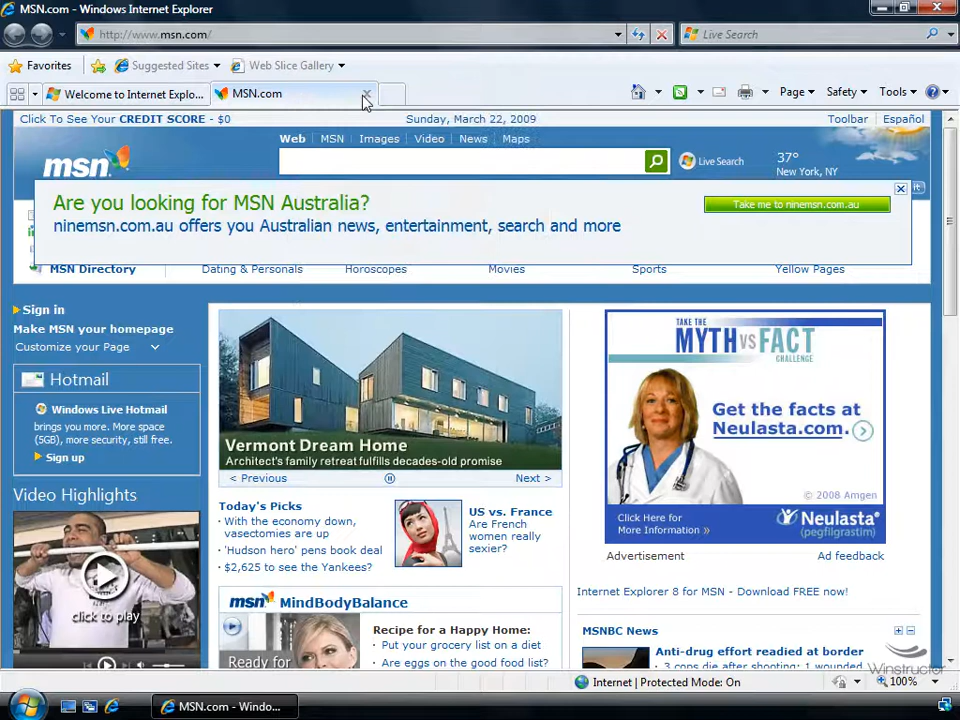 MSN.com - Windows Internet Explorer
http://www.msn.com/
Live Search
Favorites
Suggested Sites
Web Slice Gallery
Welcome to Internet Explo...
MSN.com
Page
Safety
Tools
Click To See Your CREDIT SCORE - $0
Sunday, March 22, 2009
Toolbar
Español
msn
Web
MSN
Images
Video
News
Maps
Live Search
37°
New York, NY
Are you looking for MSN Australia?
Take me to ninemsn.com.au
it
ninemsn.com.au offers you Australian news, entertainment, search and more
MSN Directory
Dating & Personals
Horoscopes
Movies
Sports
Yellow Pages
Sign in
Make MSN your homepage
Customize your Page
Hotmail
Windows Live Hotmail
brings you more. More space
(5GB), more security, still free.
Sign up
Video Highlights
click to play
Vermont Dream Home
Architect's family retreat fulfills decades-old promise
< Previous
Next >
Today's Picks
With the economy down,
vasectomies are up
'Hudson hero' pens book deal
$2,625 to see the Yankees?
US vs. France
Are French
women really
sexier?
msn MindBodyBalance
Ready for
Recipe for a Happy Home:
Put your grocery list on a diet
Are eggs on the good food list?
TAKE THE
MYTH vs FACT
CHALLENGE
Get the facts at
Neulasta.com.
© 2008 Amgen
Click Here for
More Information »
Neulasta®
(pegfilgrastim)
Advertisement
Ad feedback
Internet Explorer 8 for MSN - Download FREE now!
MSNBC News
Anti-drug effort readied at border
3 cops die after shooting; 1 wounded
Winstructor
Internet | Protected Mode: On
100%
MSN.com - Windo...